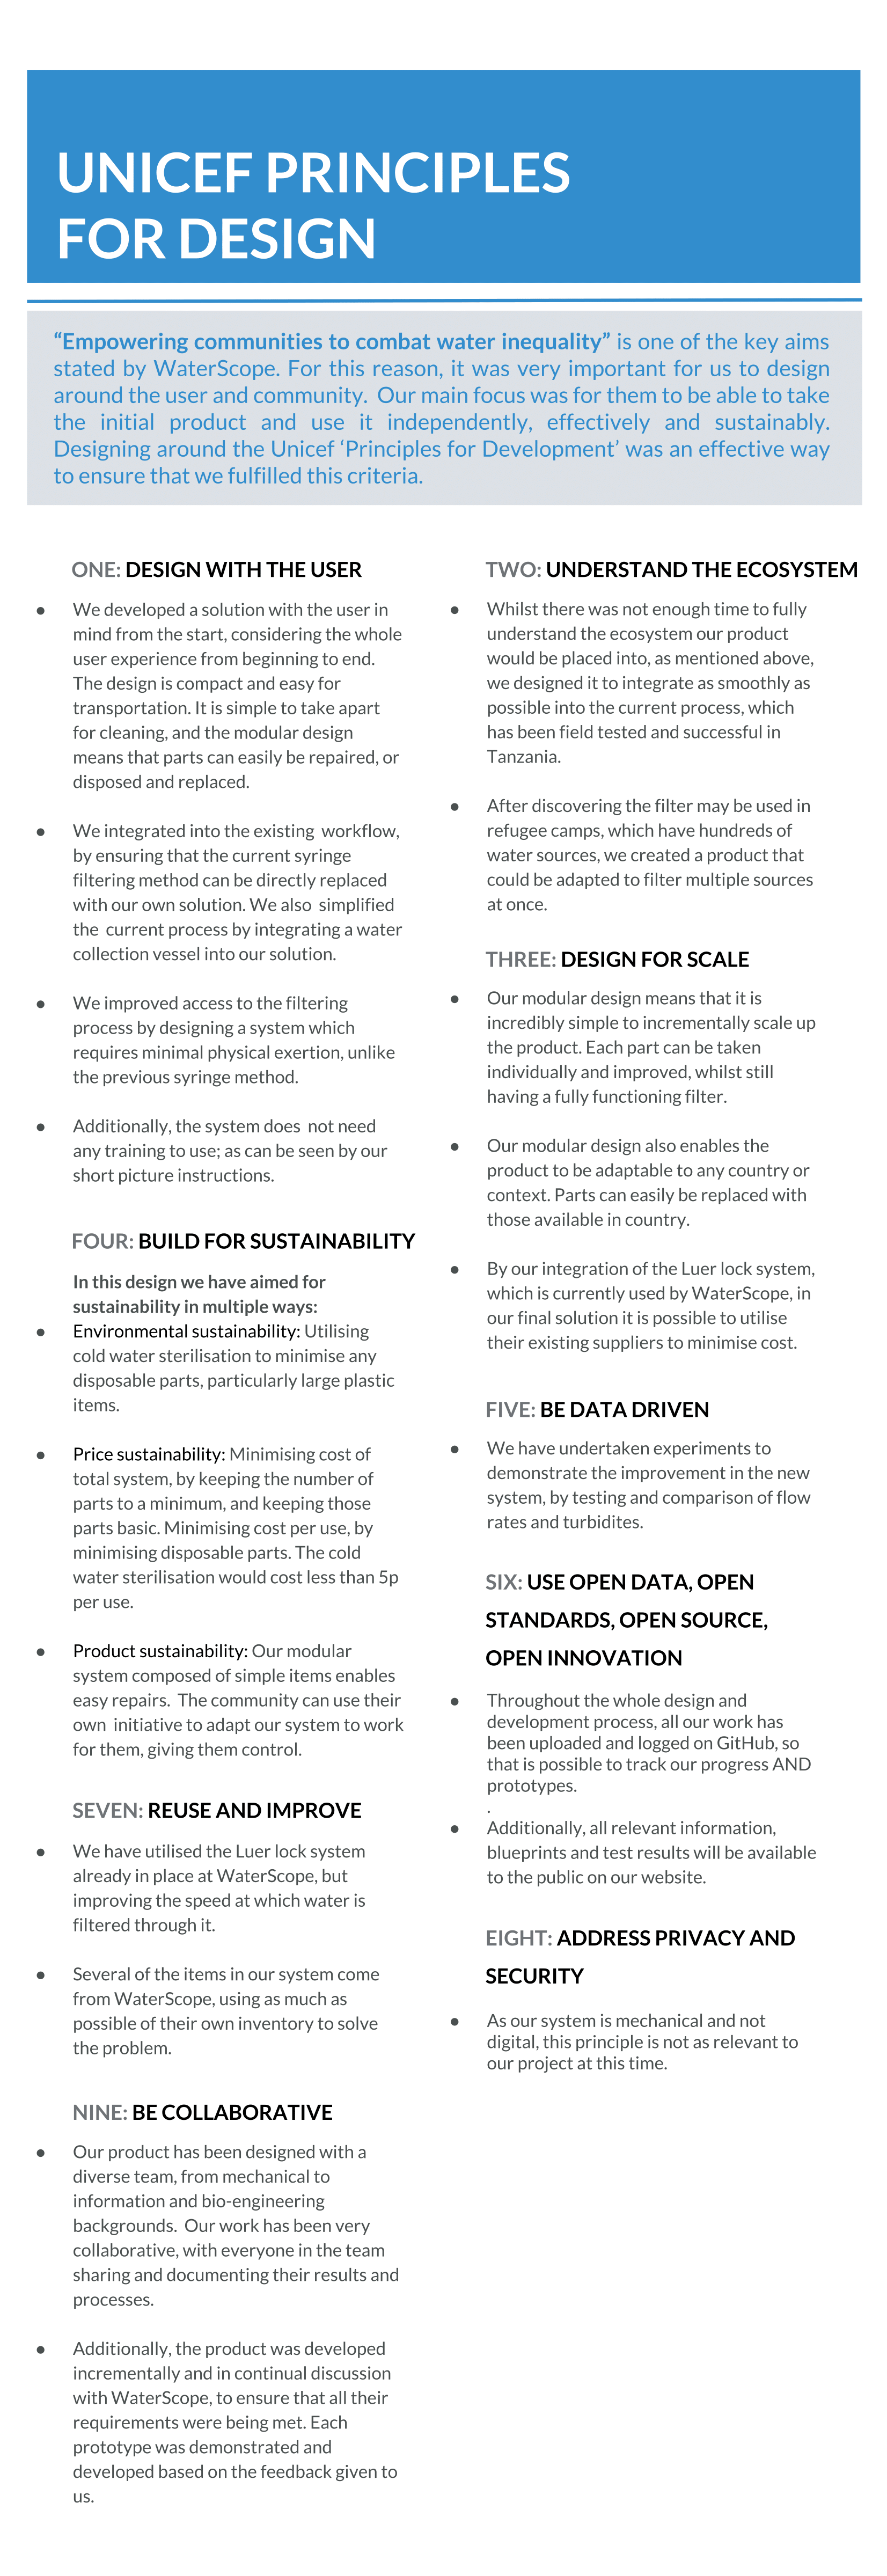 UNICEF PRINCIPLES
FOR DESIGN
“Empowering communities to combat water inequality” is one of the key aims
stated by WaterScope. For this reason, it was very important for us to design
around the user and community. Our main focus was for them to be able to take
the initial product and use it independently, effectively and sustainably.
Designing around the Unicef ‘Principles for Development’ was an effective way
to ensure that we fulfilled this criteria.
ONE: DESIGN WITH THE USER
● We developed a solution with the user in
mind from the start, considering the whole
user experience from beginning to end.
The design is compact and easy for
transportation. It is simple to take apart
for cleaning, and the modular design
means that parts can easily be repaired, or
disposed and replaced.
● We integrated into the existing workflow,
by ensuring that the current syringe
filtering method can be directly replaced
with our own solution. We also simplified
the current process by integrating a water
collection vessel into our solution.
● We improved access to the filtering
process by designing a system which
requires minimal physical exertion, unlike
the previous syringe method.
● Additionally, the system does not need
any training to use; as can be seen by our
short picture instructions.
TWO: UNDERSTAND THE ECOSYSTEM
● Whilst there was not enough time to fully
understand the ecosystem our product
would be placed into, as mentioned above,
we designed it to integrate as smoothly as
possible into the current process, which
has been field tested and successful in
Tanzania.
● After discovering the filter may be used in
refugee camps, which have hundreds of
water sources, we created a product that
could be adapted to filter multiple sources
at once.
THREE: DESIGN FOR SCALE
● Our modular design means that it is
incredibly simple to incrementally scale up
the product. Each part can be taken
individually and improved, whilst still
having a fully functioning filter.
● Our modular design also enables the
product to be adaptable to any country or
context. Parts can easily be replaced with
those available in country.
● By our integration of the Luer lock system,
which is currently used by WaterScope, in
our final solution it is possible to utilise
their existing suppliers to minimise cost.
FOUR: BUILD FOR SUSTAINABILITY
In this design we have aimed for
sustainability in multiple ways:
● Environmental sustainability: Utilising
cold water sterilisation to minimise any
disposable parts, particularly large plastic
items.
● Price sustainability: Minimising cost of
total system, by keeping the number of
parts to a minimum, and keeping those
parts basic. Minimising cost per use, by
minimising disposable parts. The cold
water sterilisation would cost less than 5p
per use.
● Product sustainability: Our modular
system composed of simple items enables
easy repairs. The community can use their
own initiative to adapt our system to work
for them, giving them control.
FIVE: BE DATA DRIVEN
● We have undertaken experiments to
demonstrate the improvement in the new
system, by testing and comparison of flow
rates and turbidites.
SIX: USE OPEN DATA, OPEN
STANDARDS, OPEN SOURCE,
OPEN INNOVATION
● Throughout the whole design and
development process, all our work has
been uploaded and logged on GitHub, so
that is possible to track our progress AND
prototypes.
.
● Additionally, all relevant information,
blueprints and test results will be available
to the public on our website.
SEVEN: REUSE AND IMPROVE
● We have utilised the Luer lock system
already in place at WaterScope, but
improving the speed at which water is
filtered through it.
● Several of the items in our system come
from WaterScope, using as much as
possible of their own inventory to solve
the problem.
EIGHT: ADDRESS PRIVACY AND
SECURITY
● As our system is mechanical and not
digital, this principle is not as relevant to
our project at this time.
NINE: BE COLLABORATIVE
● Our product has been designed with a
diverse team, from mechanical to
information and bio-engineering
backgrounds. Our work has been very
collaborative, with everyone in the team
sharing and documenting their results and
processes.
● Additionally, the product was developed
incrementally and in continual discussion
with WaterScope, to ensure that all their
requirements were being met. Each
prototype was demonstrated and
developed based on the feedback given to
us.